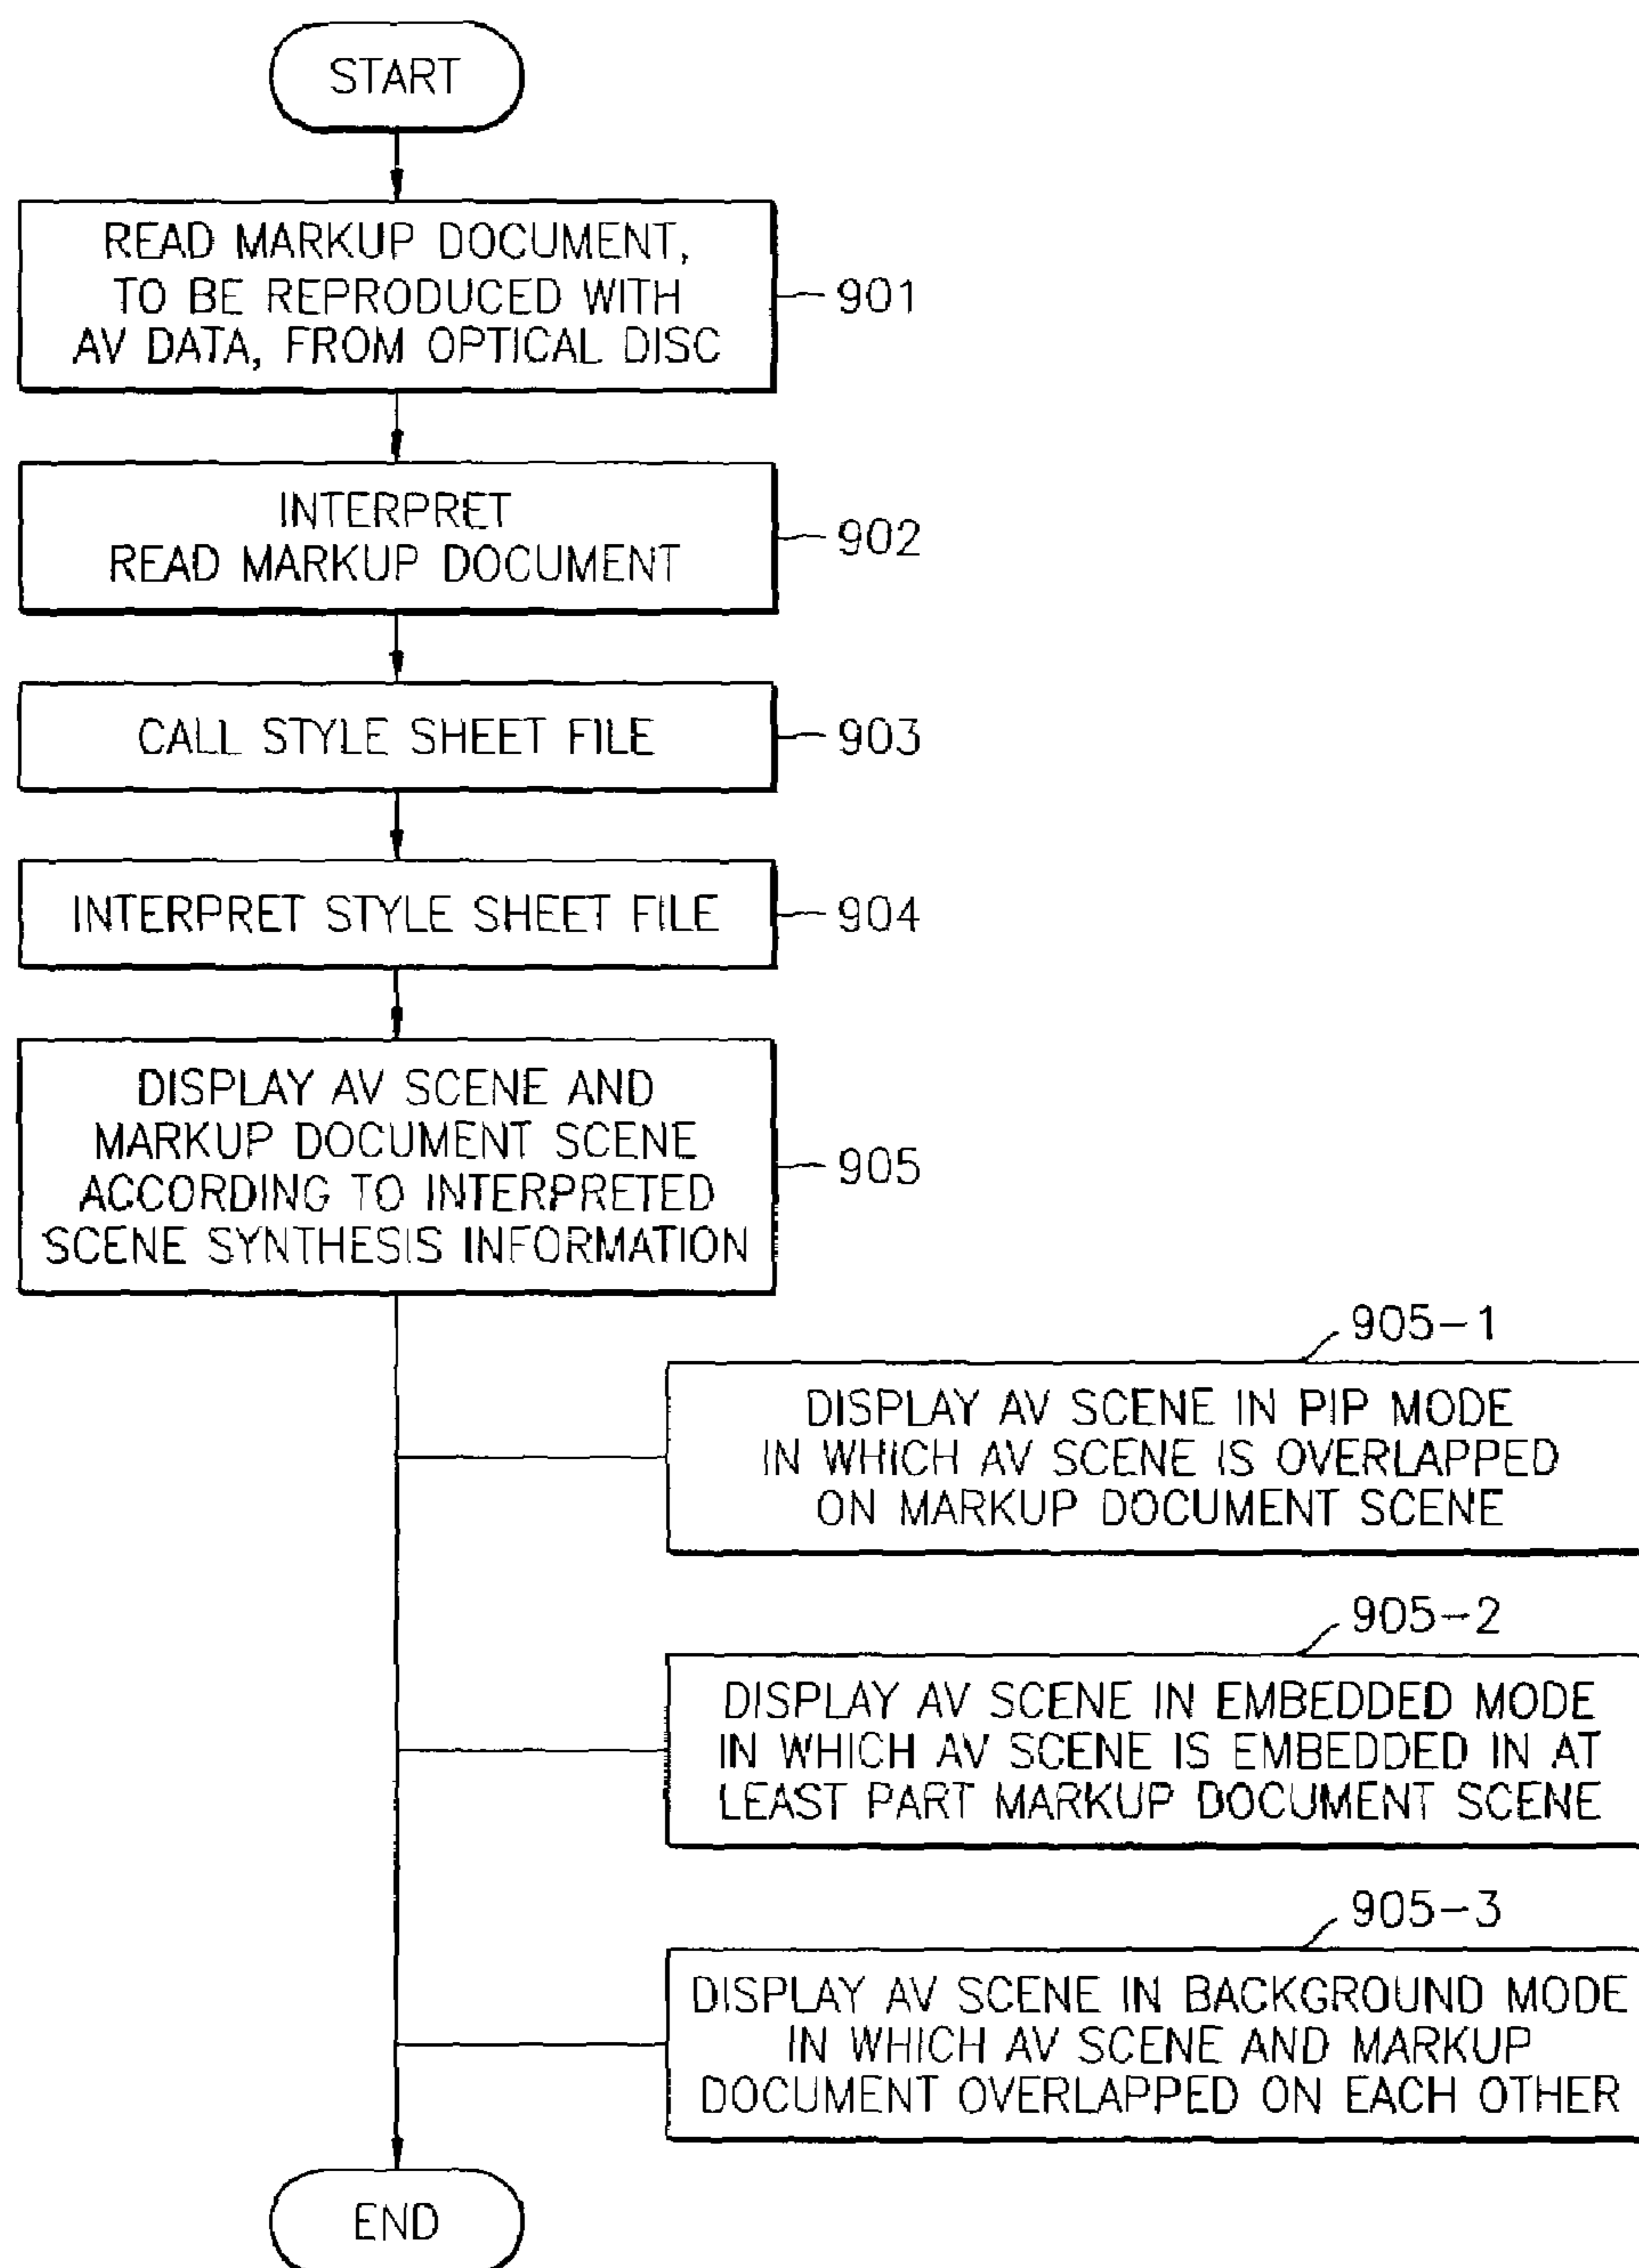 START
READ MARKUP DOCUMENT,
TO BE REPRODUCED WITH
AV DATA, FROM OPTICAL DISC
901
INTERPRET
READ MARKUP DOCUMENT
902
CALL STYLE SHEET FILE
903
INTERPRET STYLE SHEET FILE
904
DISPLAY AV SCENE AND
MARKUP DOCUMENT SCENE
ACCORDING TO INTERPRETED
SCENE SYNTHESIS INFORMATION
905
905-1
DISPLAY AV SCENE IN PIP MODE
IN WHICH AV SCENE IS OVERLAPPED
ON MARKUP DOCUMENT SCENE
905-2
DISPLAY AV SCENE IN EMBEDDED MODE
IN WHICH AV SCENE IS EMBEDDED IN AT
LEAST PART MARKUP DOCUMENT SCENE
905-3
DISPLAY AV SCENE IN BACKGROUND MODE
IN WHICH AV SCENE AND MARKUP
DOCUMENT OVERLAPPED ON EACH OTHER
END